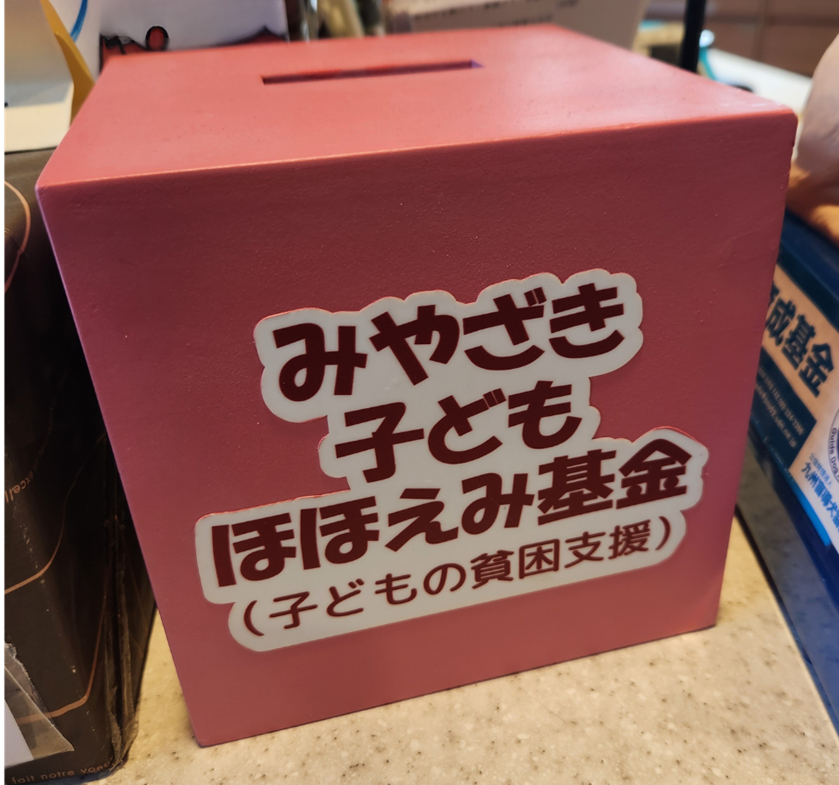 みやざき
子ども
ほほえみ基金
（子どもの貧困支援）
成基金